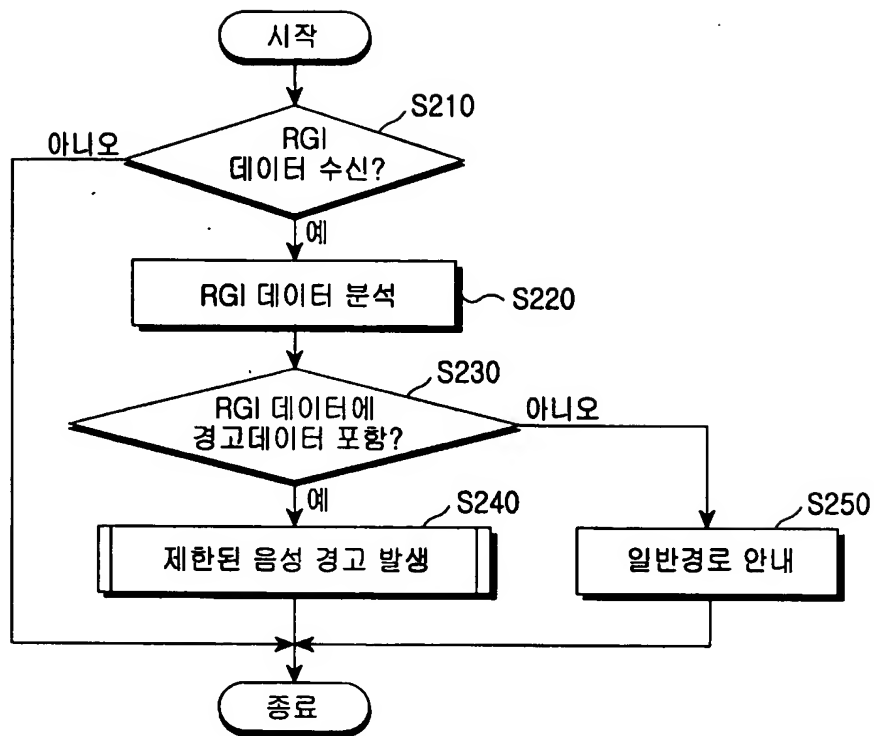 시작
S210
아니오
RGI
데이터 수신?
예
RGI 데이터 분석
S220
S230
RGI 데이터에
경고데이터 포함?
아니오
예
S240
제한된 음성 경고 발생
S250
일반경로 안내
종료